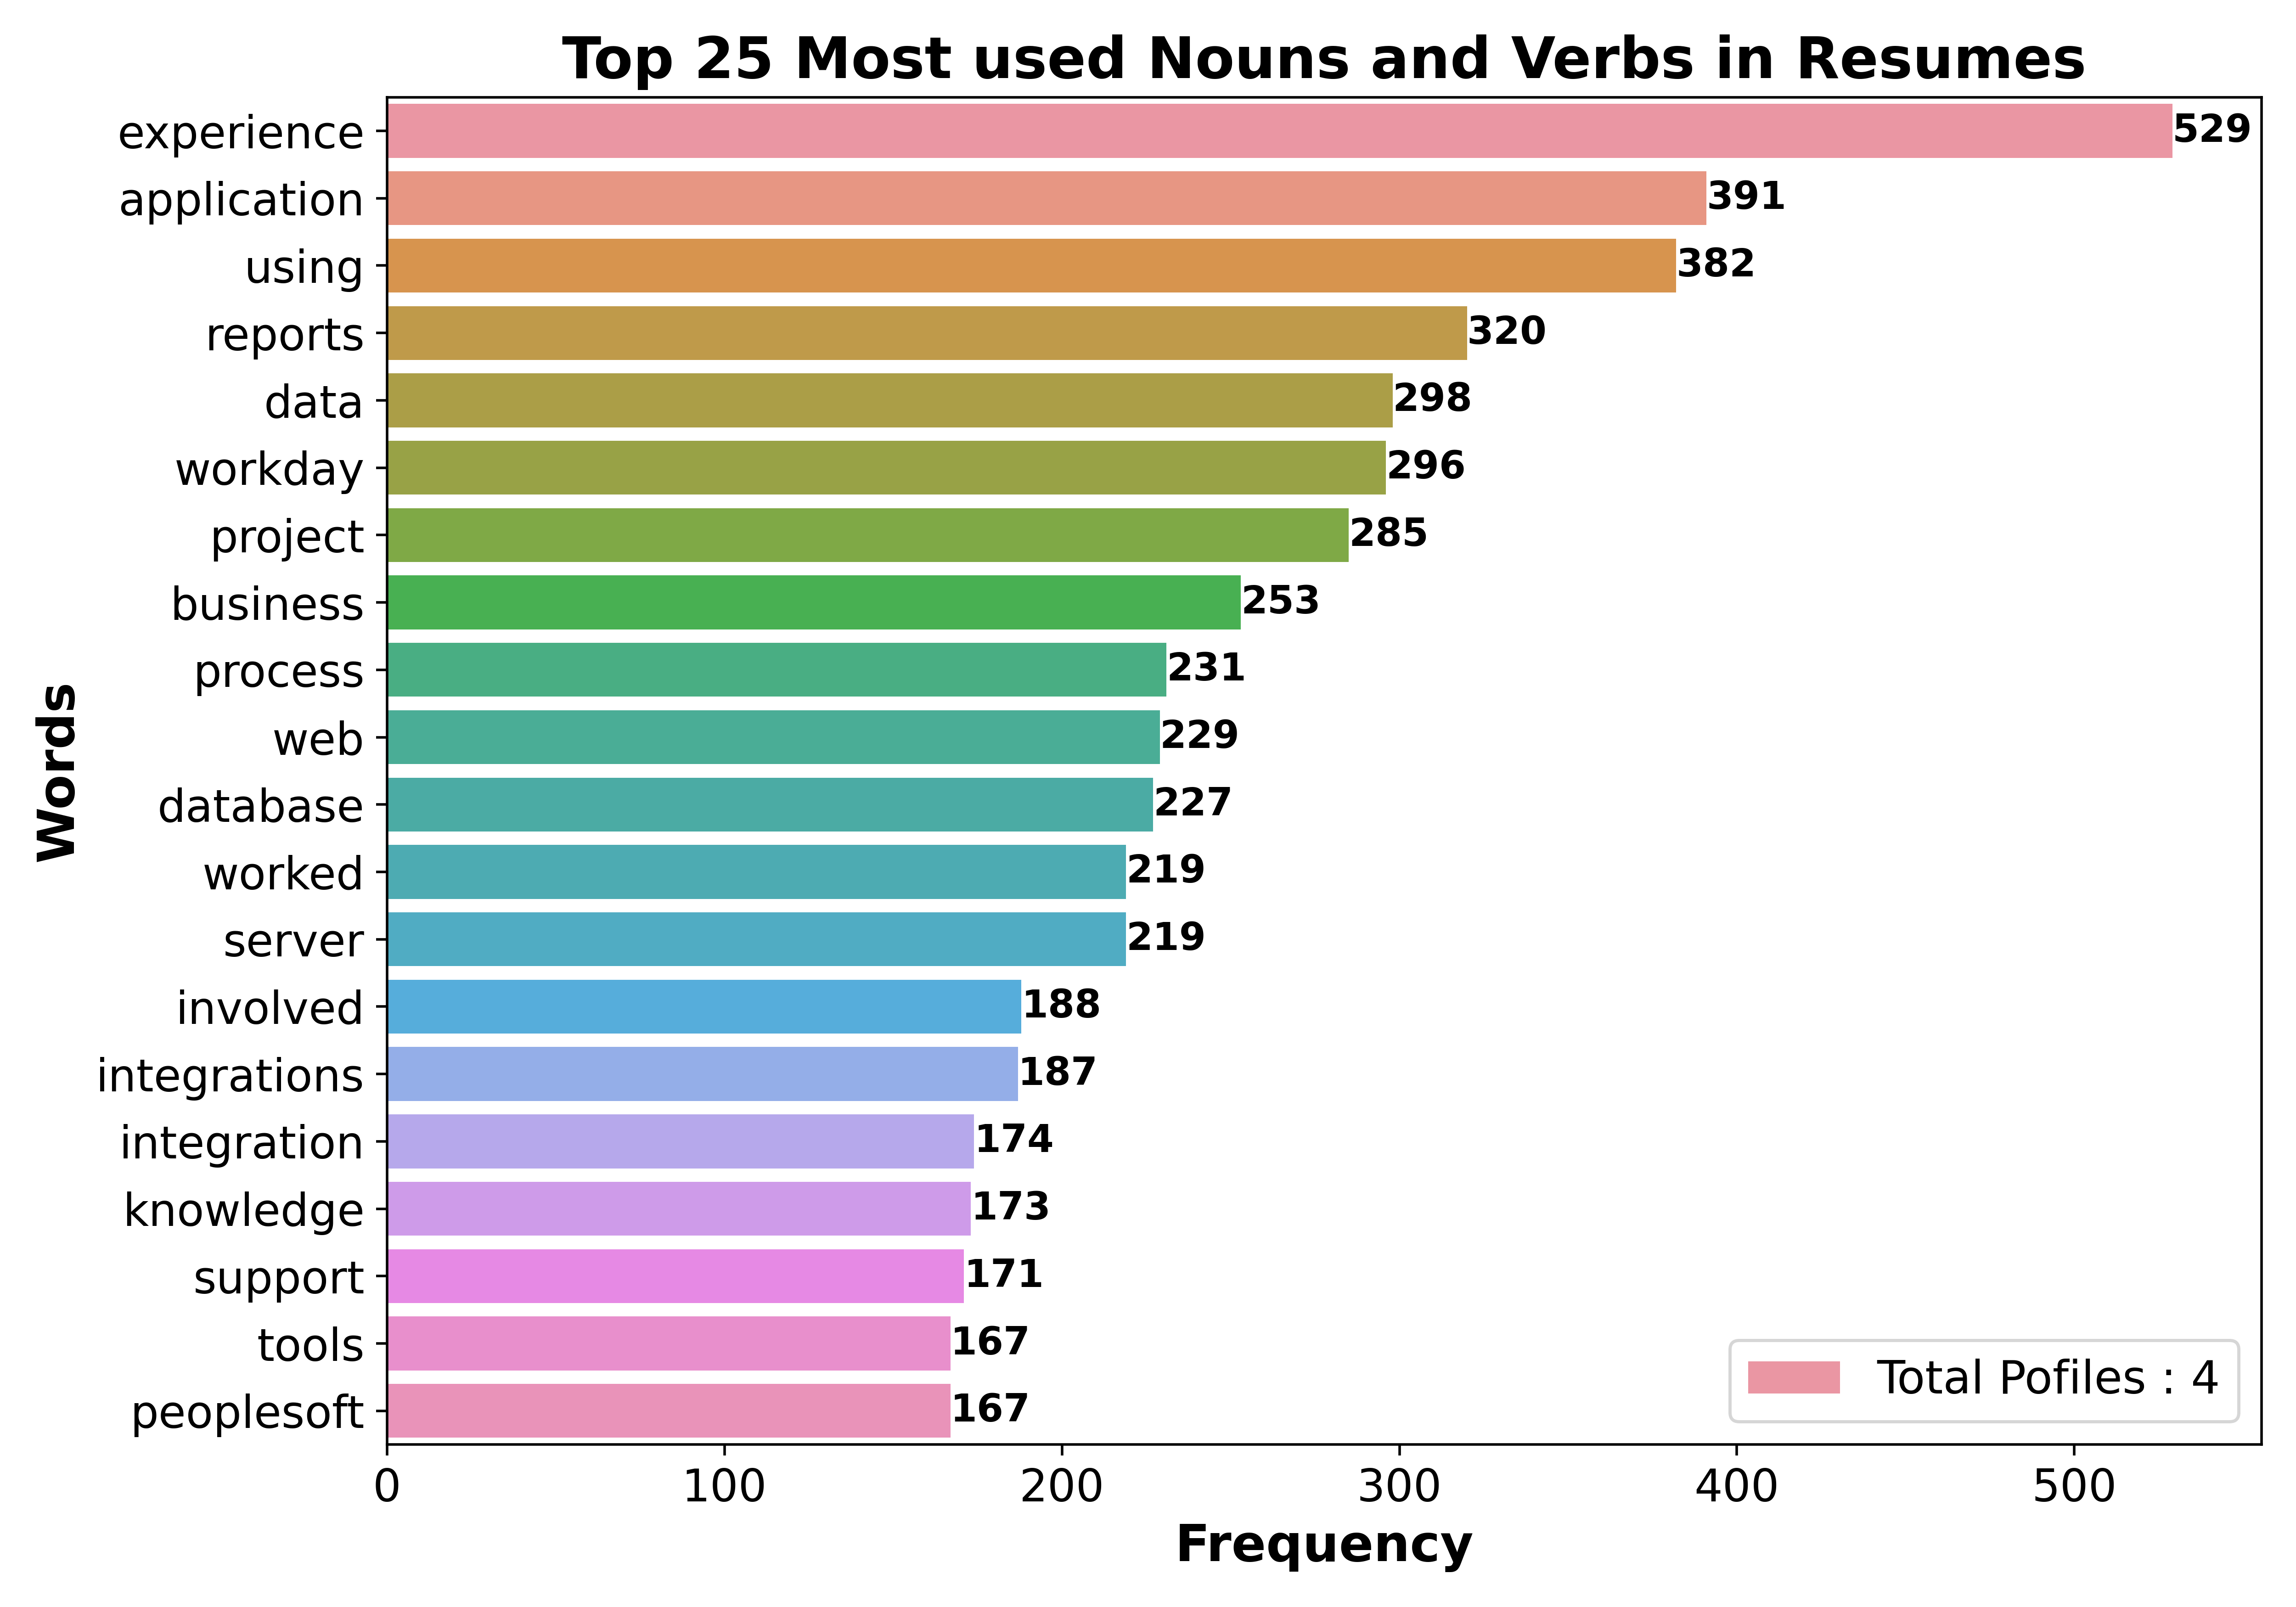 Top 25 Most used Nouns and Verbs in Resumes
experience 529
application 391
using 382
reports 320
data 298
workday 296
project 285
business 253
process 231
web 229
database 227
worked 219
server 219
involved 188
integrations 187
integration 174
knowledge 173
support 171
tools 167
peoplesoft 167
Words
Total Pofiles : 4
0 100 200 300 400 500
Frequency